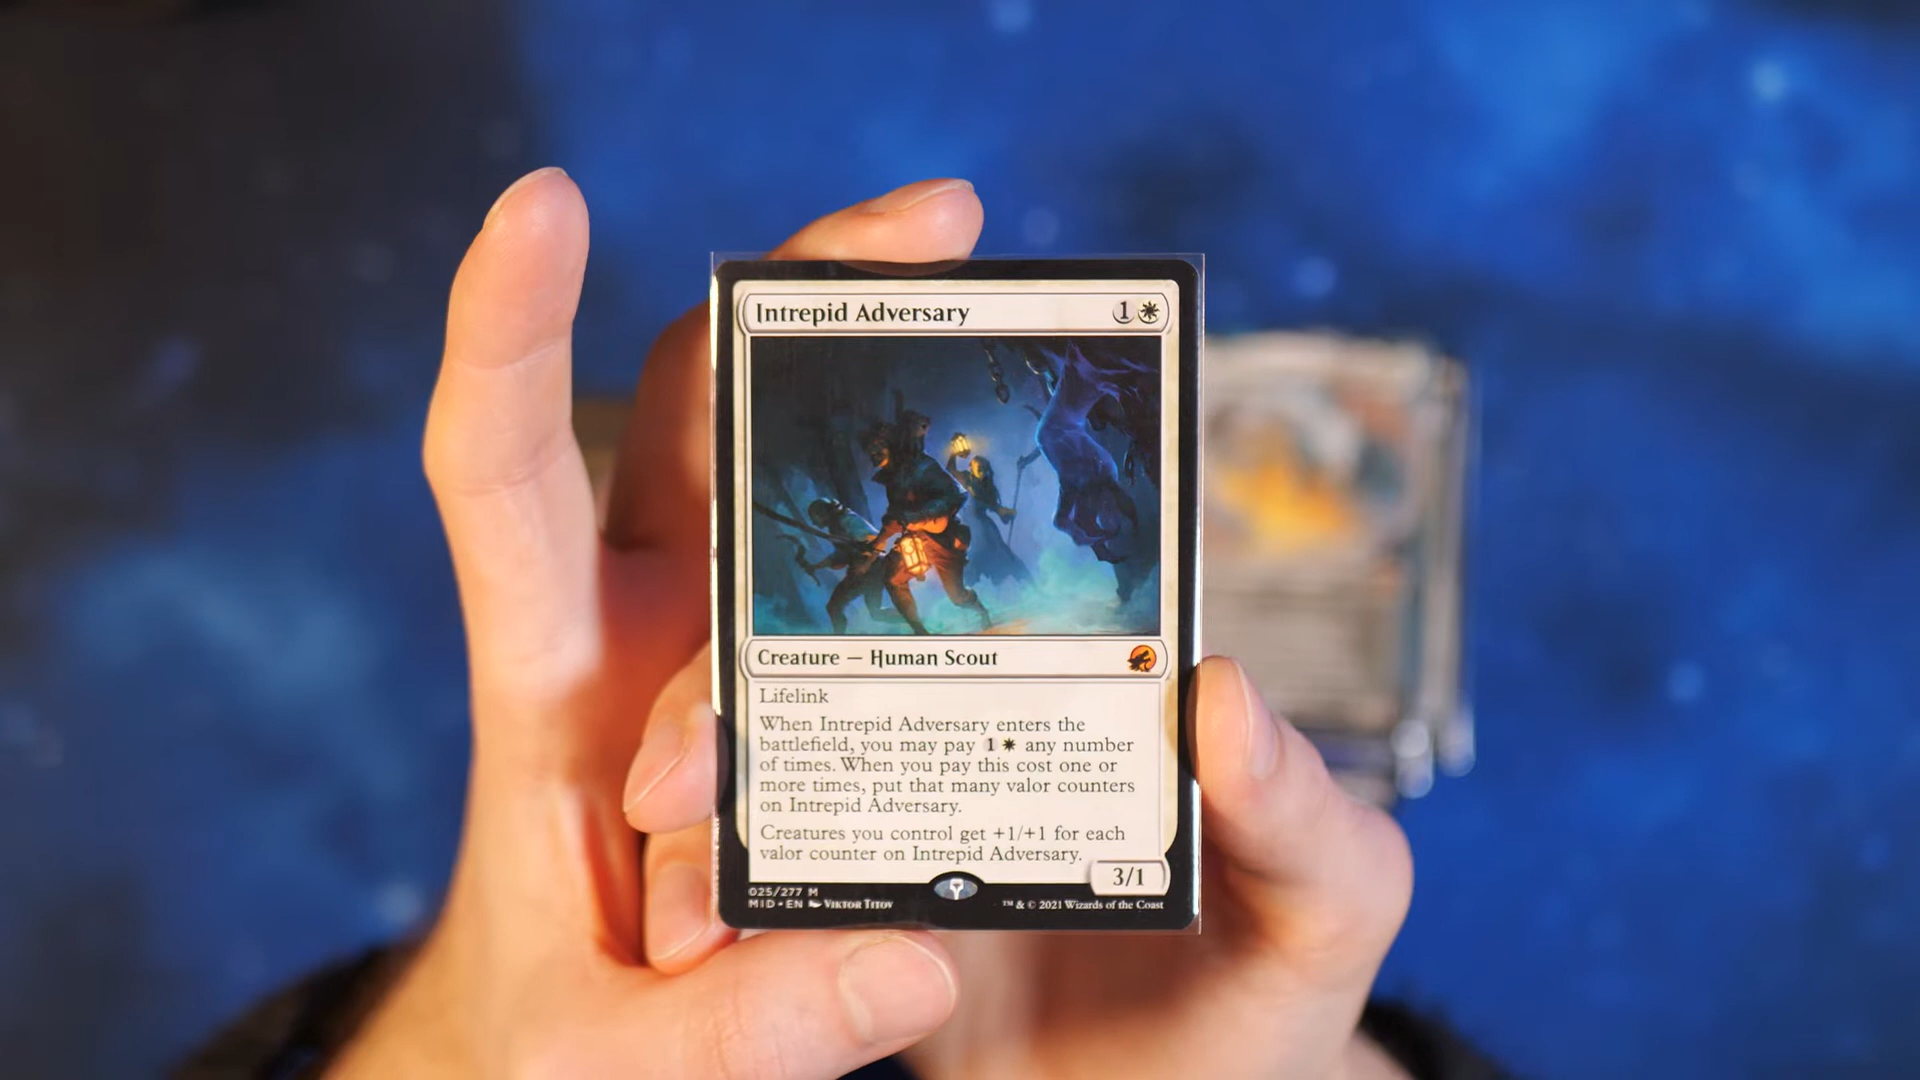 Intrepid Adversary 1
Creature — Human Scout
Lifelink
When Intrepid Adversary enters the
battlefield, you may pay 1 any number
of times. When you pay this cost one or
more times, put that many valor counters
on Intrepid Adversary.
Creatures you control get +1/+1 for each
valor counter on Intrepid Adversary.
3/1
025/277 M
MID • EN Viktor Titov
™ & © 2021 Wizards of the Coast